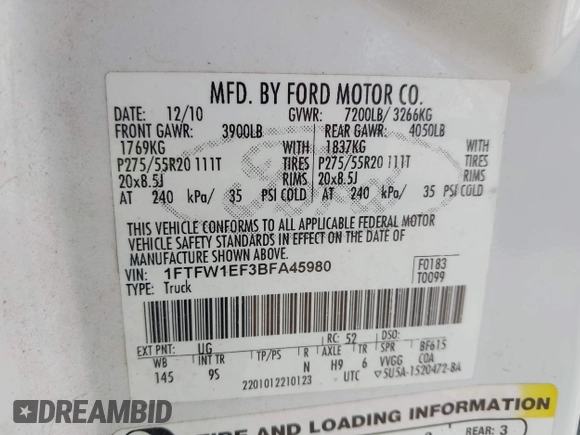 MFD. BY FORD MOTOR CO.
DATE: 12/10 GVWR: 7200LB/ 3266KG
FRONT GAWR: 3900LB REAR GAWR: 4050LB
1769KG WITH 1837KG WITH
P275/55R20 111T TIRES P275/55R20 111T TIRES
20x8.5J RIMS 20x8.5J RIMS
AT 240 kPa/ 35 PSI COLD AT 240 kPa/ 35 PSI COLD
THIS VEHICLE CONFORMS TO ALL APPLICABLE FEDERAL MOTOR
VEHICLE SAFETY STANDARDS IN EFFECT ON THE DATE OF
MANUFACTURE SHOWN ABOVE.
VIN: 1FTFW1EF3BFA45980 F0183
TYPE: Truck T0099
EXT PNT: UG RC: 52 DSO:
WB INT TR TP/PS R AXLE TR VVGG BF615
145 9S N H9 6 COA
2201012210123 UTC 5U5A-1520472-BA
TIRE AND LOADING INFORMATION
REAR: 3
DREAMBID